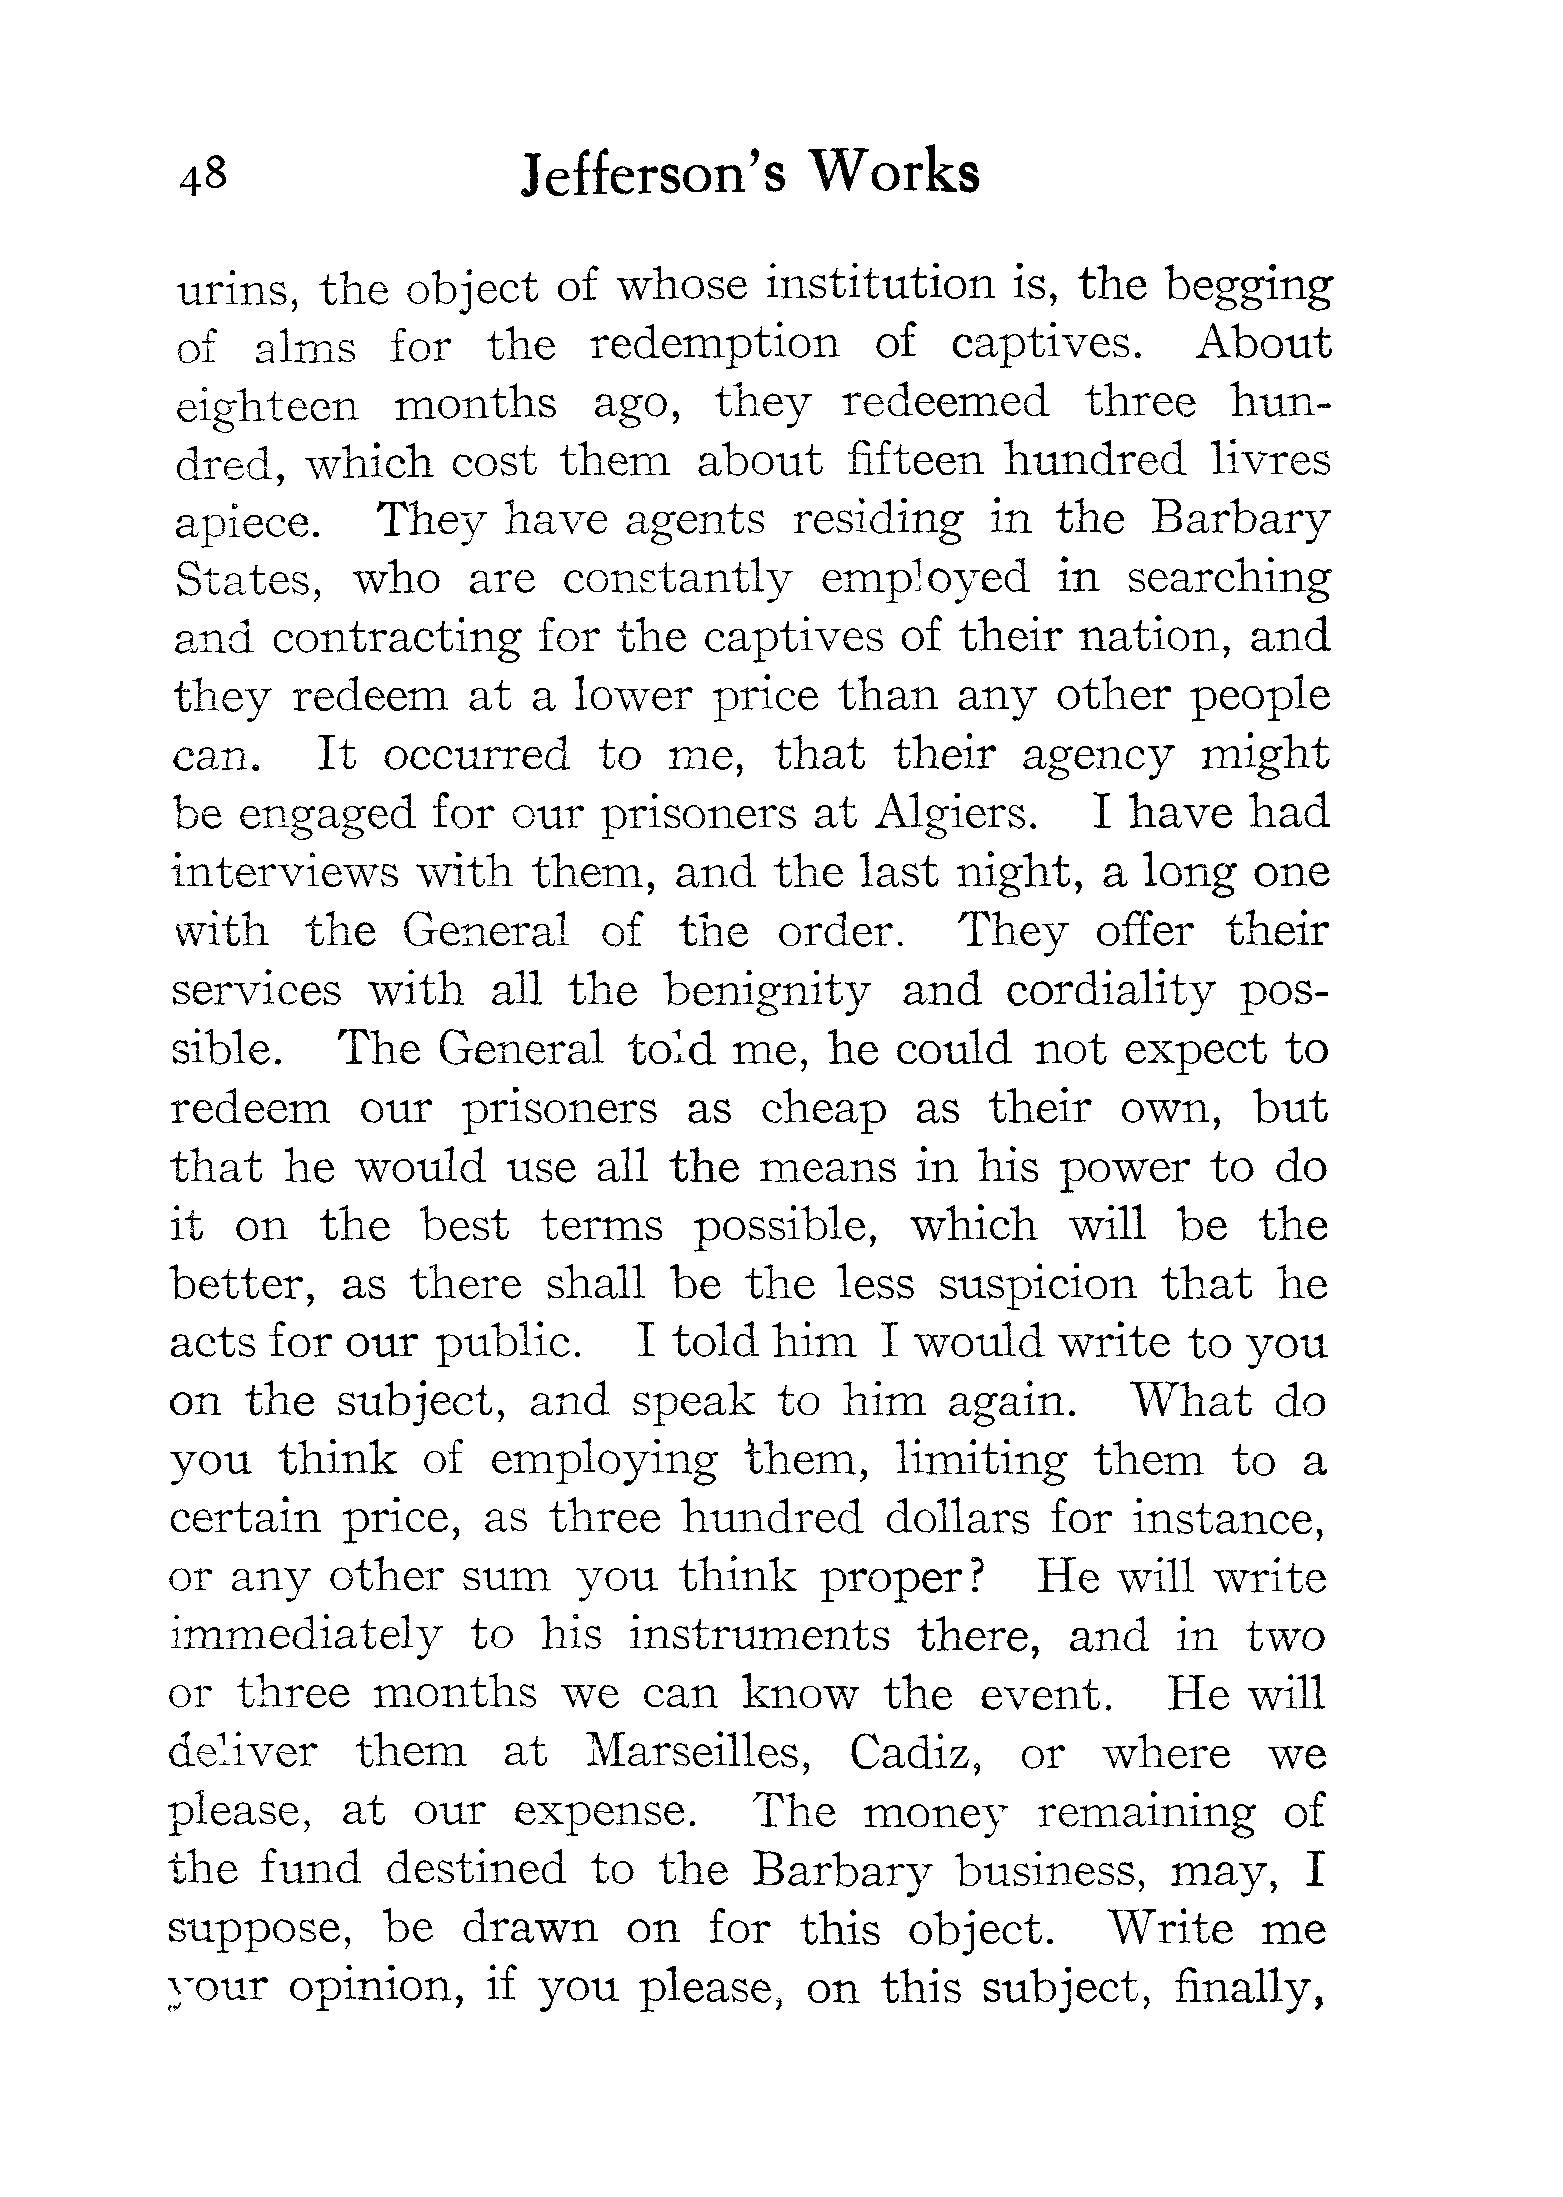 48 Jefferson's Works
urins, the object of whose institution is, the begging
of alms for the redemption of captives. About
eighteen months ago, they redeemed three hun-
dred, which cost them about fifteen hundred livres
apiece. They have agents residing in the Barbary
States, who are constantly employed in searching
and contracting for the captives of their nation, and
they redeem at a lower price than any other people
can. It occurred to me, that their agency might
be engaged for our prisoners at Algiers. I have had
interviews with them, and the last night, a long one
with the General of the order. They offer their
services with all the benignity and cordiality pos-
sible. The General told me, he could not expect to
redeem our prisoners as cheap as their own, but
that he would use all the means in his power to do
it on the best terms possible, which will be the
better, as there shall be the less suspicion that he
acts for our public. I told him I would write to you
on the subject, and speak to him again. What do
you think of employing them, limiting them to a
certain price, as three hundred dollars for instance,
or any other sum you think proper? He will write
immediately to his instruments there, and in two
or three months we can know the event. He will
deliver them at Marseilles, Cadiz, or where we
please, at our expense. The money remaining of
the fund destined to the Barbary business, may, I
suppose, be drawn on for this object. Write me
your opinion, if you please, on this subject, finally,